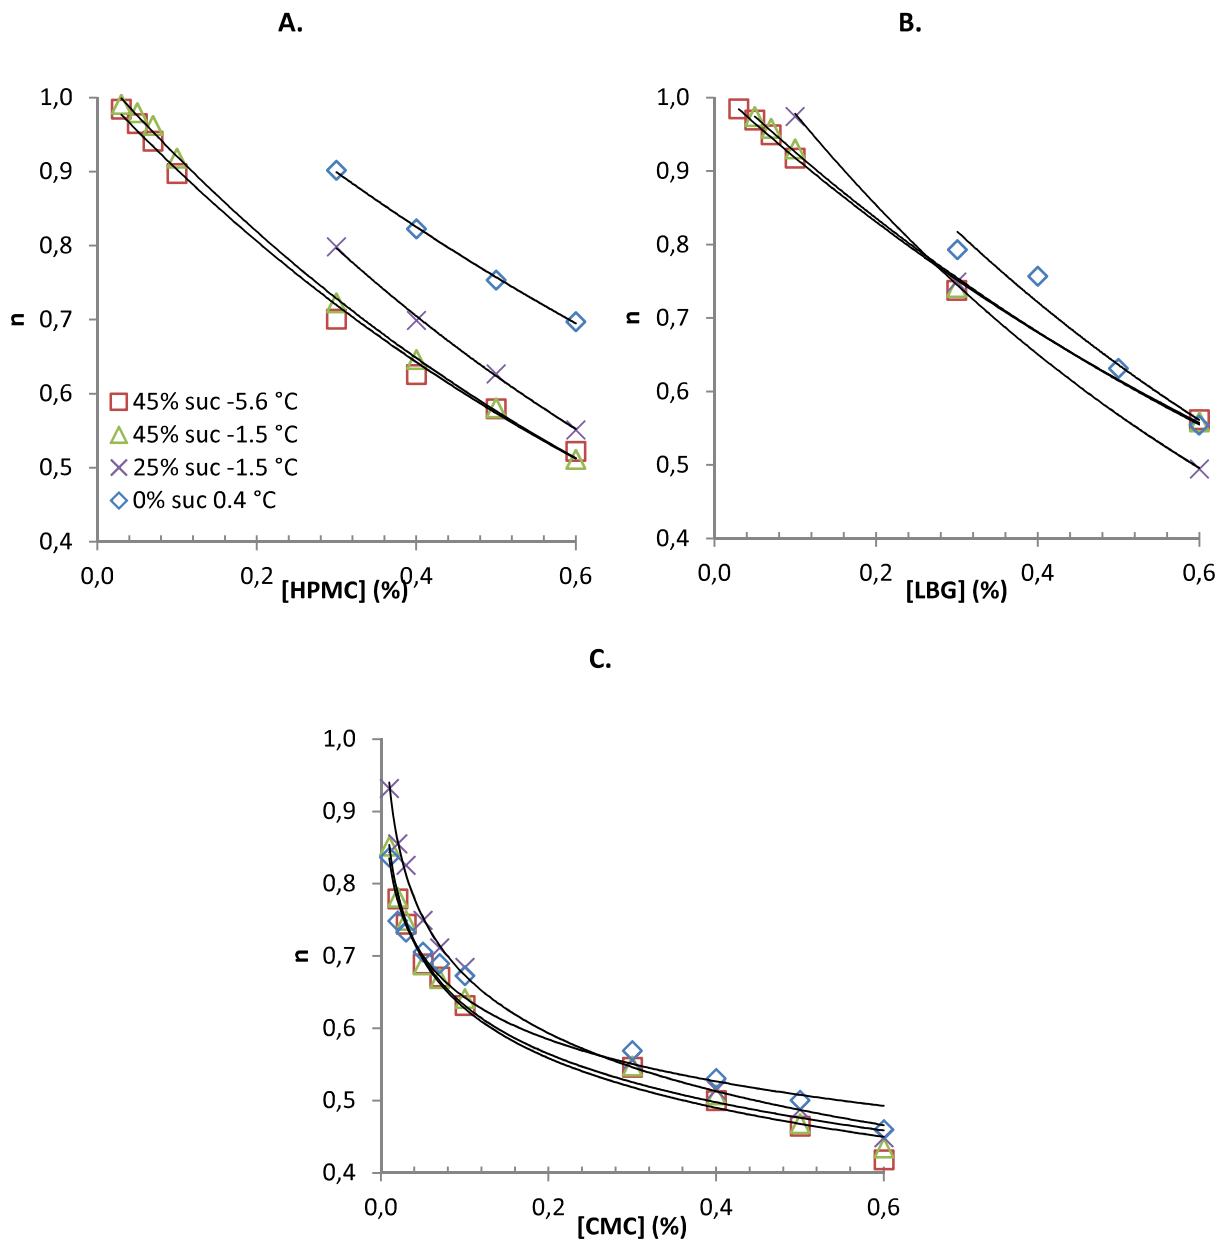 A.
1,0
0,9
0,8
0,7
0,6
0,5
0,4
n
45% suc -5.6 °C
45% suc -1.5 °C
25% suc -1.5 °C
0% suc 0.4 °C
0,0 0,2 0,4 0,6
[HPMC] (%)
B.
1,0
0,9
0,8
0,7
0,6
0,5
0,4
n
0,0 0,2 0,4 0,6
[LBG] (%)
C.
1,0
0,9
0,8
0,7
0,6
0,5
0,4
n
0,0 0,2 0,4 0,6
[CMC] (%)